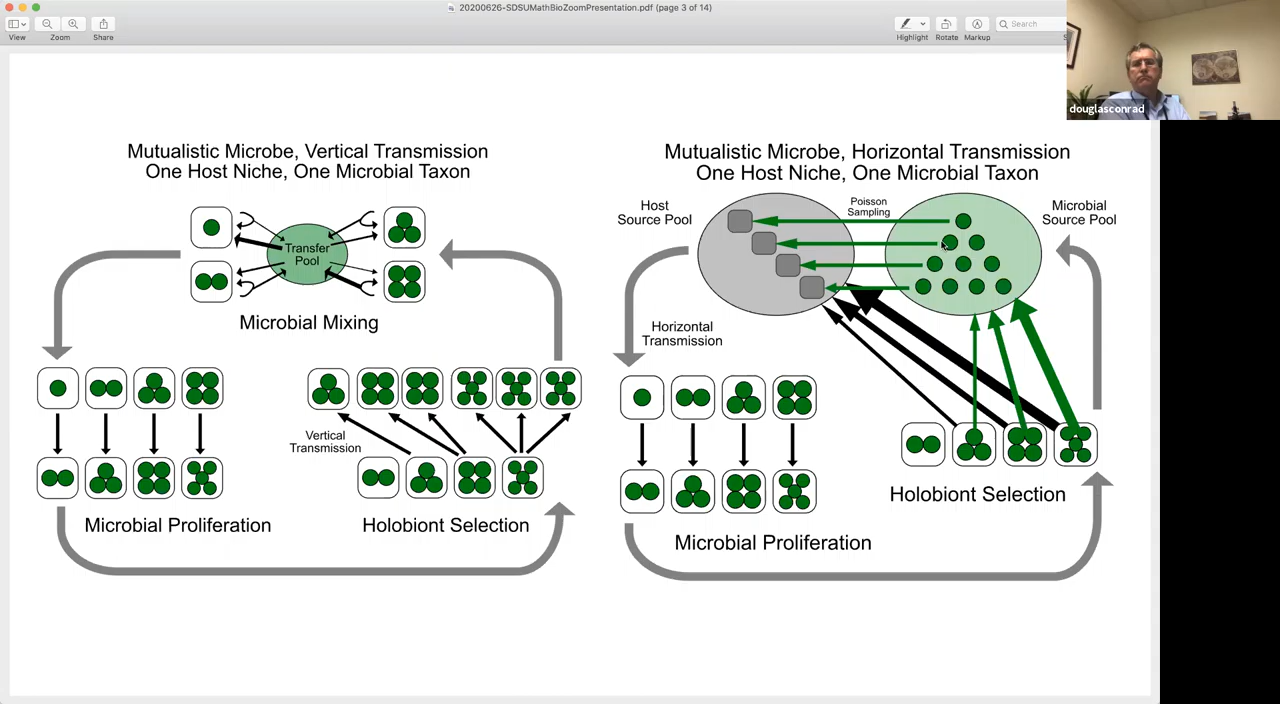 20200626-SDSUMathBioZoomPresentation.pdf (page 3 of 14)
View
Zoom
Share
Highlight
Rotate
Markup
Search
douglasconrad
Mutualistic Microbe, Vertical Transmission
One Host Niche, One Microbial Taxon
Transfer
Pool
Microbial Mixing
Vertical
Transmission
Microbial Proliferation
Holobiont Selection
Mutualistic Microbe, Horizontal Transmission
One Host Niche, One Microbial Taxon
Host
Source Pool
Poisson
Sampling
Microbial
Source Pool
Horizontal
Transmission
Holobiont Selection
Microbial Proliferation